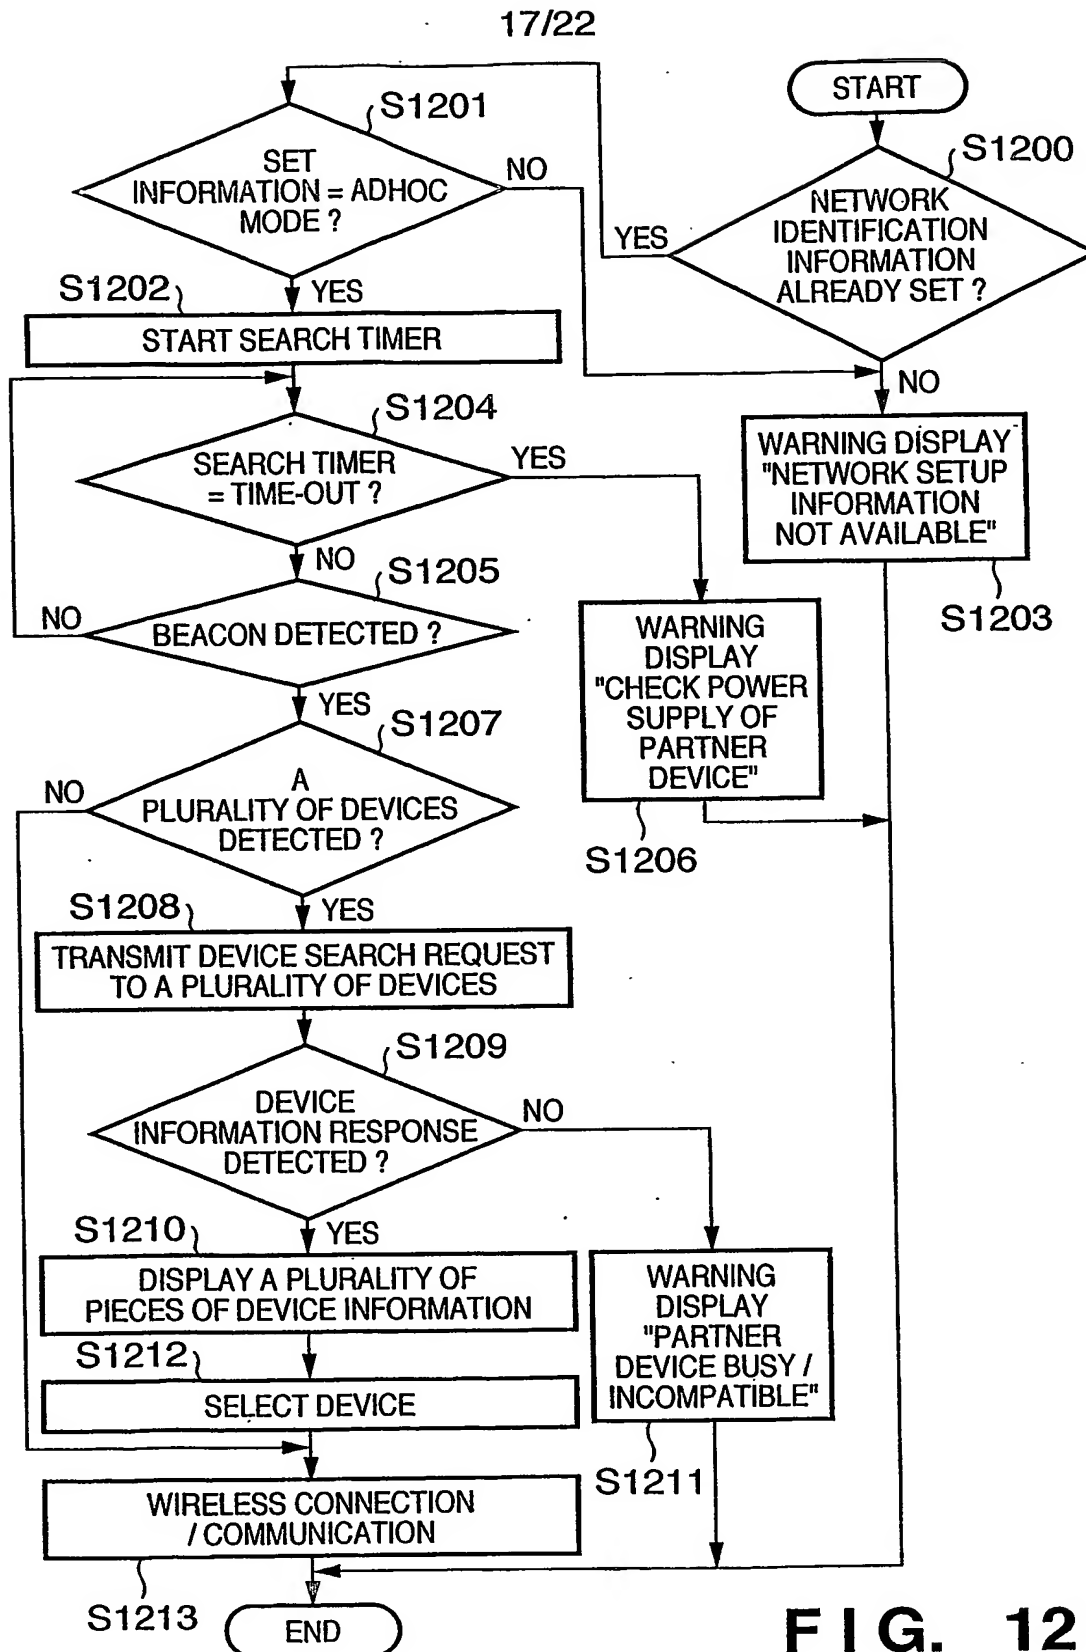 17/22
START
S1200
NETWORK
IDENTIFICATION
INFORMATION
ALREADY SET ?
YES
NO
S1201
SET
INFORMATION = ADHOC
MODE ?
NO
YES
S1202
START SEARCH TIMER
WARNING DISPLAY
"NETWORK SETUP
INFORMATION
NOT AVAILABLE"
S1203
S1204
SEARCH TIMER
= TIME-OUT ?
YES
NO
S1205
BEACON DETECTED ?
NO
YES
WARNING
DISPLAY
"CHECK POWER
SUPPLY OF
PARTNER
DEVICE"
S1206
S1207
A
PLURALITY OF DEVICES
DETECTED ?
NO
YES
S1208
TRANSMIT DEVICE SEARCH REQUEST
TO A PLURALITY OF DEVICES
S1209
DEVICE
INFORMATION RESPONSE
DETECTED ?
NO
YES
S1210
DISPLAY A PLURALITY OF
PIECES OF DEVICE INFORMATION
WARNING
DISPLAY
"PARTNER
DEVICE BUSY /
INCOMPATIBLE"
S1211
S1212
SELECT DEVICE
WIRELESS CONNECTION
/ COMMUNICATION
S1213
END
FIG. 12